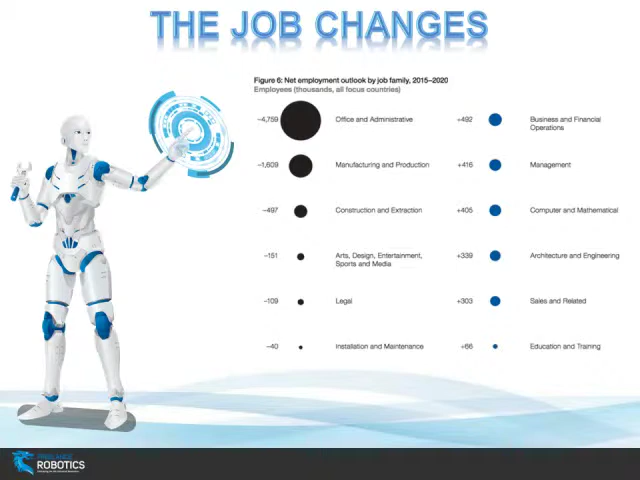 THE JOB CHANGES
Figure 6: Net employment outlook by job family, 2015–2020
Employees (thousands, all focus countries)
–4,759 Office and Administrative
–1,609 Manufacturing and Production
–497 Construction and Extraction
–151 Arts, Design, Entertainment,
Sports and Media
–109 Legal
–40 Installation and Maintenance
+492 Business and Financial
Operations
+416 Management
+405 Computer and Mathematical
+339 Architecture and Engineering
+303 Sales and Related
+66 Education and Training
FREELANCE
ROBOTICS